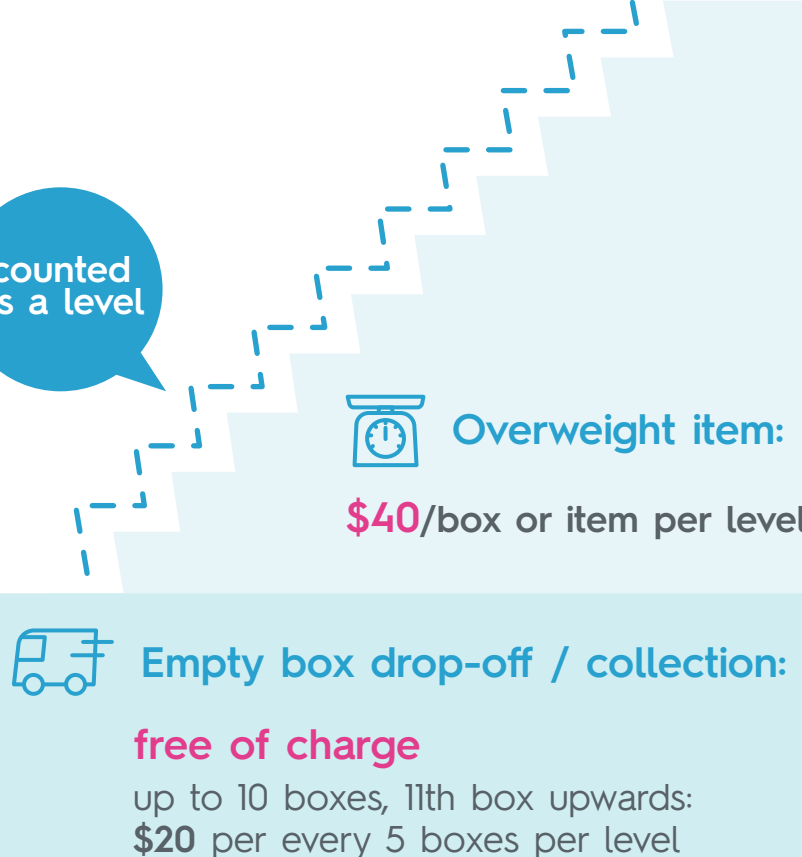 counted
s a level
Overweight item:
$40/box or item per level
Empty box drop-off / collection:
free of charge
up to 10 boxes, 11th box upwards:
$20 per every 5 boxes per level